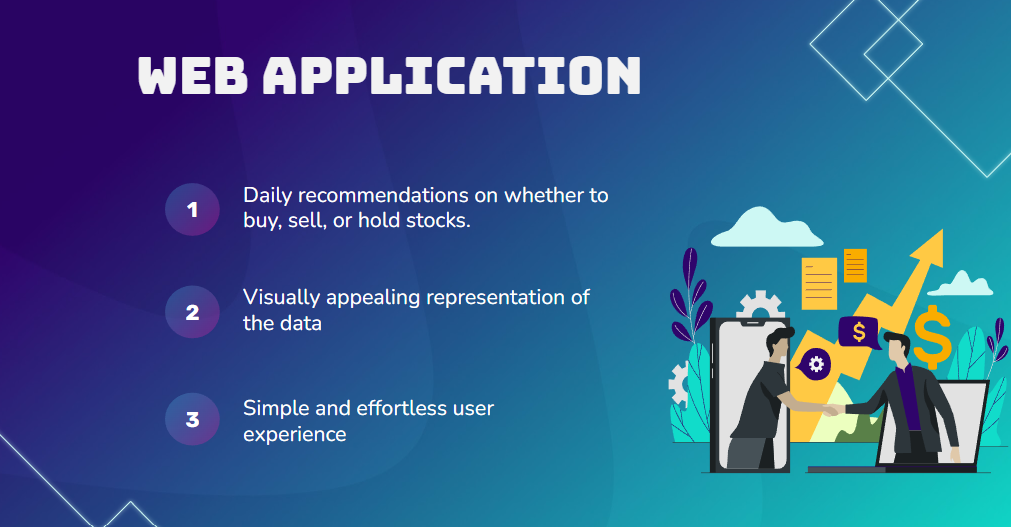 WEB APPLICATION
1
Daily recommendations on whether to
buy, sell, or hold stocks.
2
Visually appealing representation of
the data
3
Simple and effortless user
experience
$
$